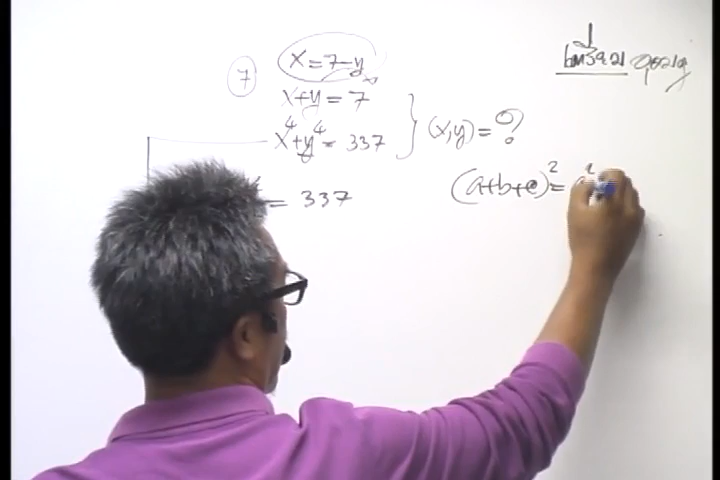 7
x = 7 - y
x + y = 7
x⁴ + y⁴ = 337 } (x, y) = ?
= 337
(a+b+c)² =